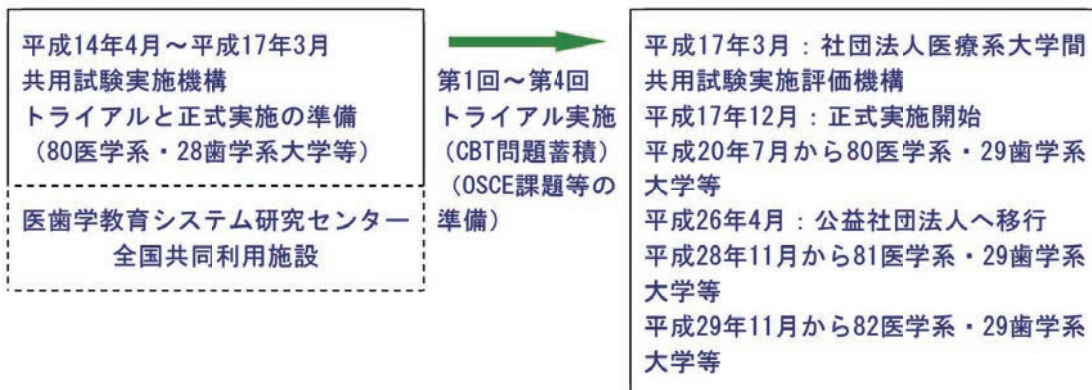 平成14年4月～平成17年3月
共用試験実施機構
トライアルと正式実施の準備
（80医学系・28歯学系大学等）
医歯学教育システム研究センター
全国共同利用施設
第1回～第4回
トライアル実施
（CBT問題蓄積）
（OSCE課題等の
準備）
平成17年3月：社団法人医療系大学間
共用試験実施評価機構
平成17年12月：正式実施開始
平成20年7月から80医学系・29歯学系
大学等
平成26年4月：公益社団法人へ移行
平成28年11月から81医学系・29歯学系
大学等
平成29年11月から82医学系・29歯学系
大学等